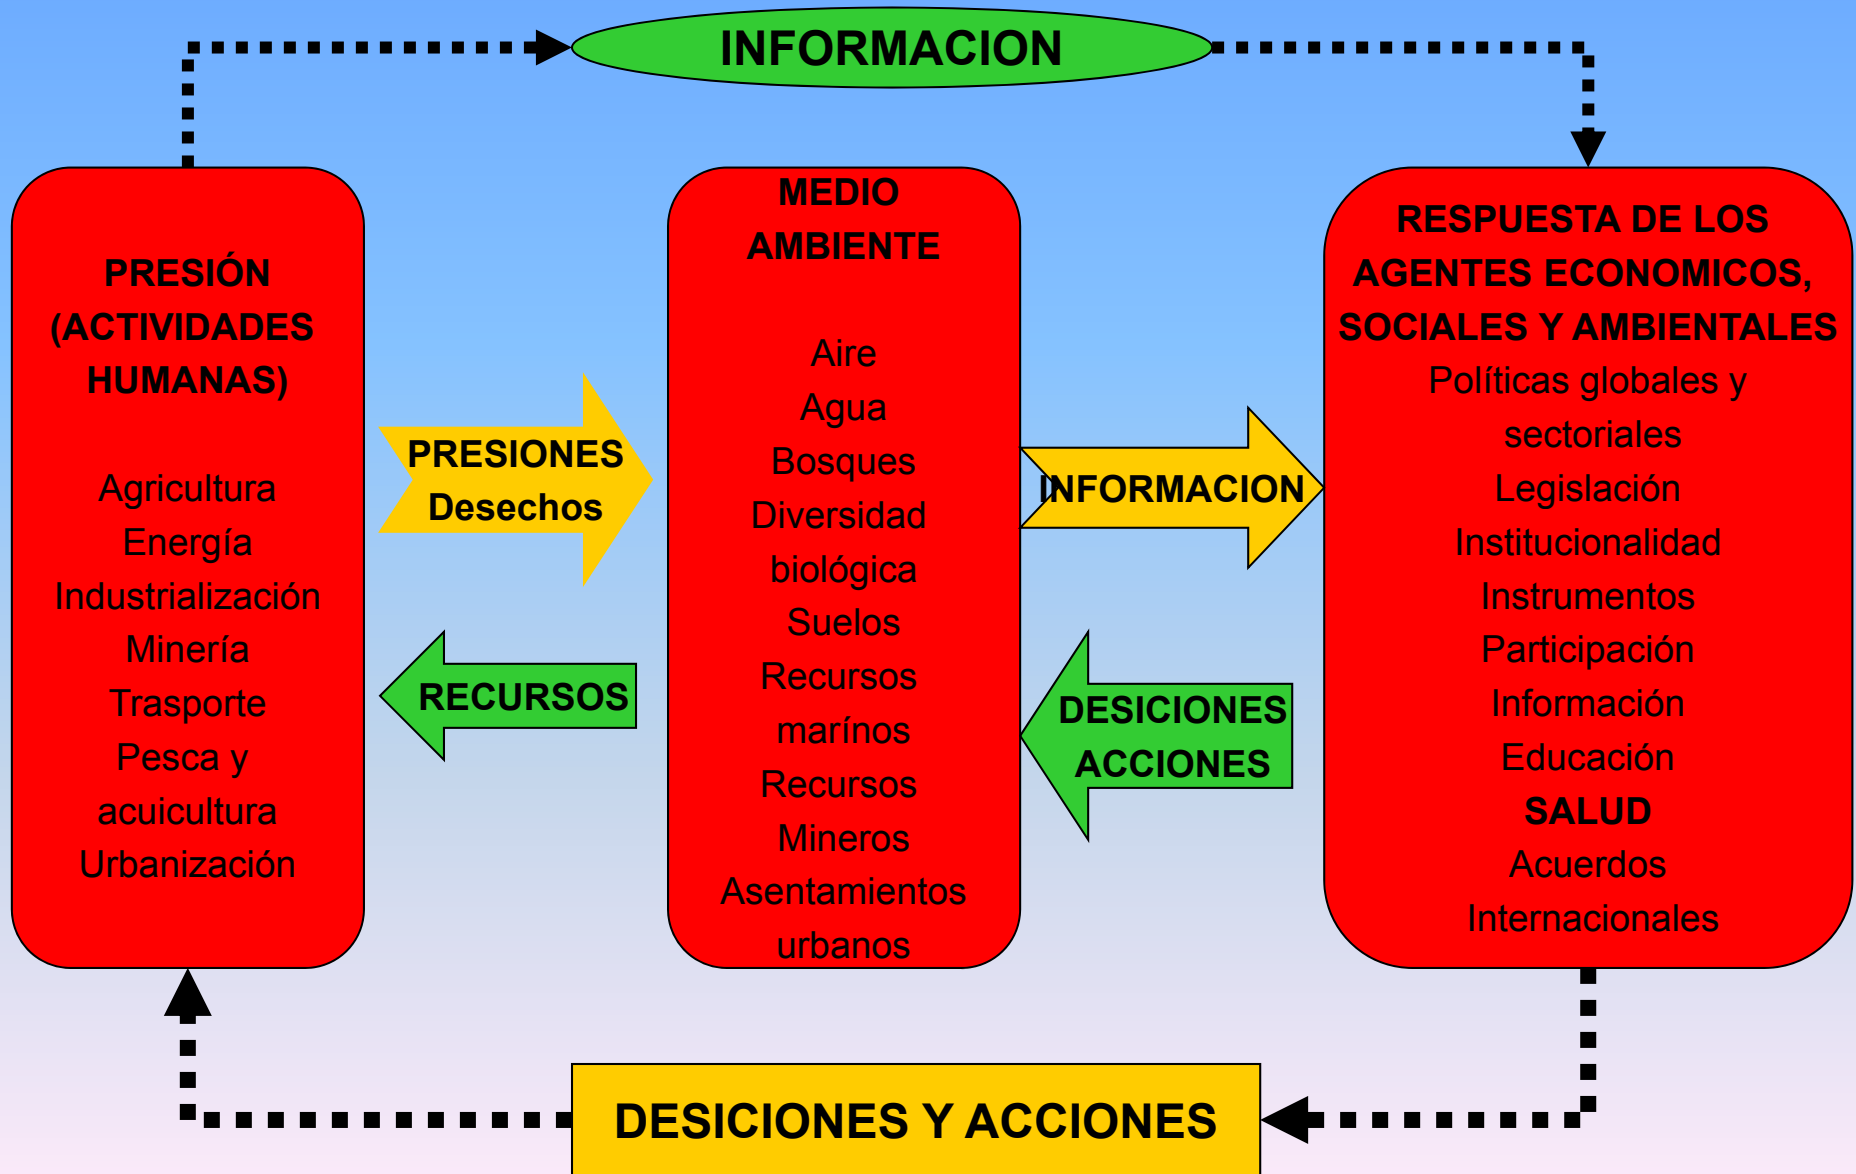 INFORMACION
PRESIÓN
(ACTIVIDADES
HUMANAS)
Agricultura
Energía
Industrialización
Minería
Trasporte
Pesca y
acuicultura
Urbanización
PRESIONES
Desechos
RECURSOS
MEDIO
AMBIENTE
Aire
Agua
Bosques
Diversidad
biológica
Suelos
Recursos
marínos
Recursos
Mineros
Asentamientos
urbanos
INFORMACION
DESICIONES
ACCIONES
RESPUESTA DE LOS
AGENTES ECONOMICOS,
SOCIALES Y AMBIENTALES
Políticas globales y
sectoriales
Legislación
Institucionalidad
Instrumentos
Participación
Información
Educación
SALUD
Acuerdos
Internacionales
DESICIONES Y ACCIONES